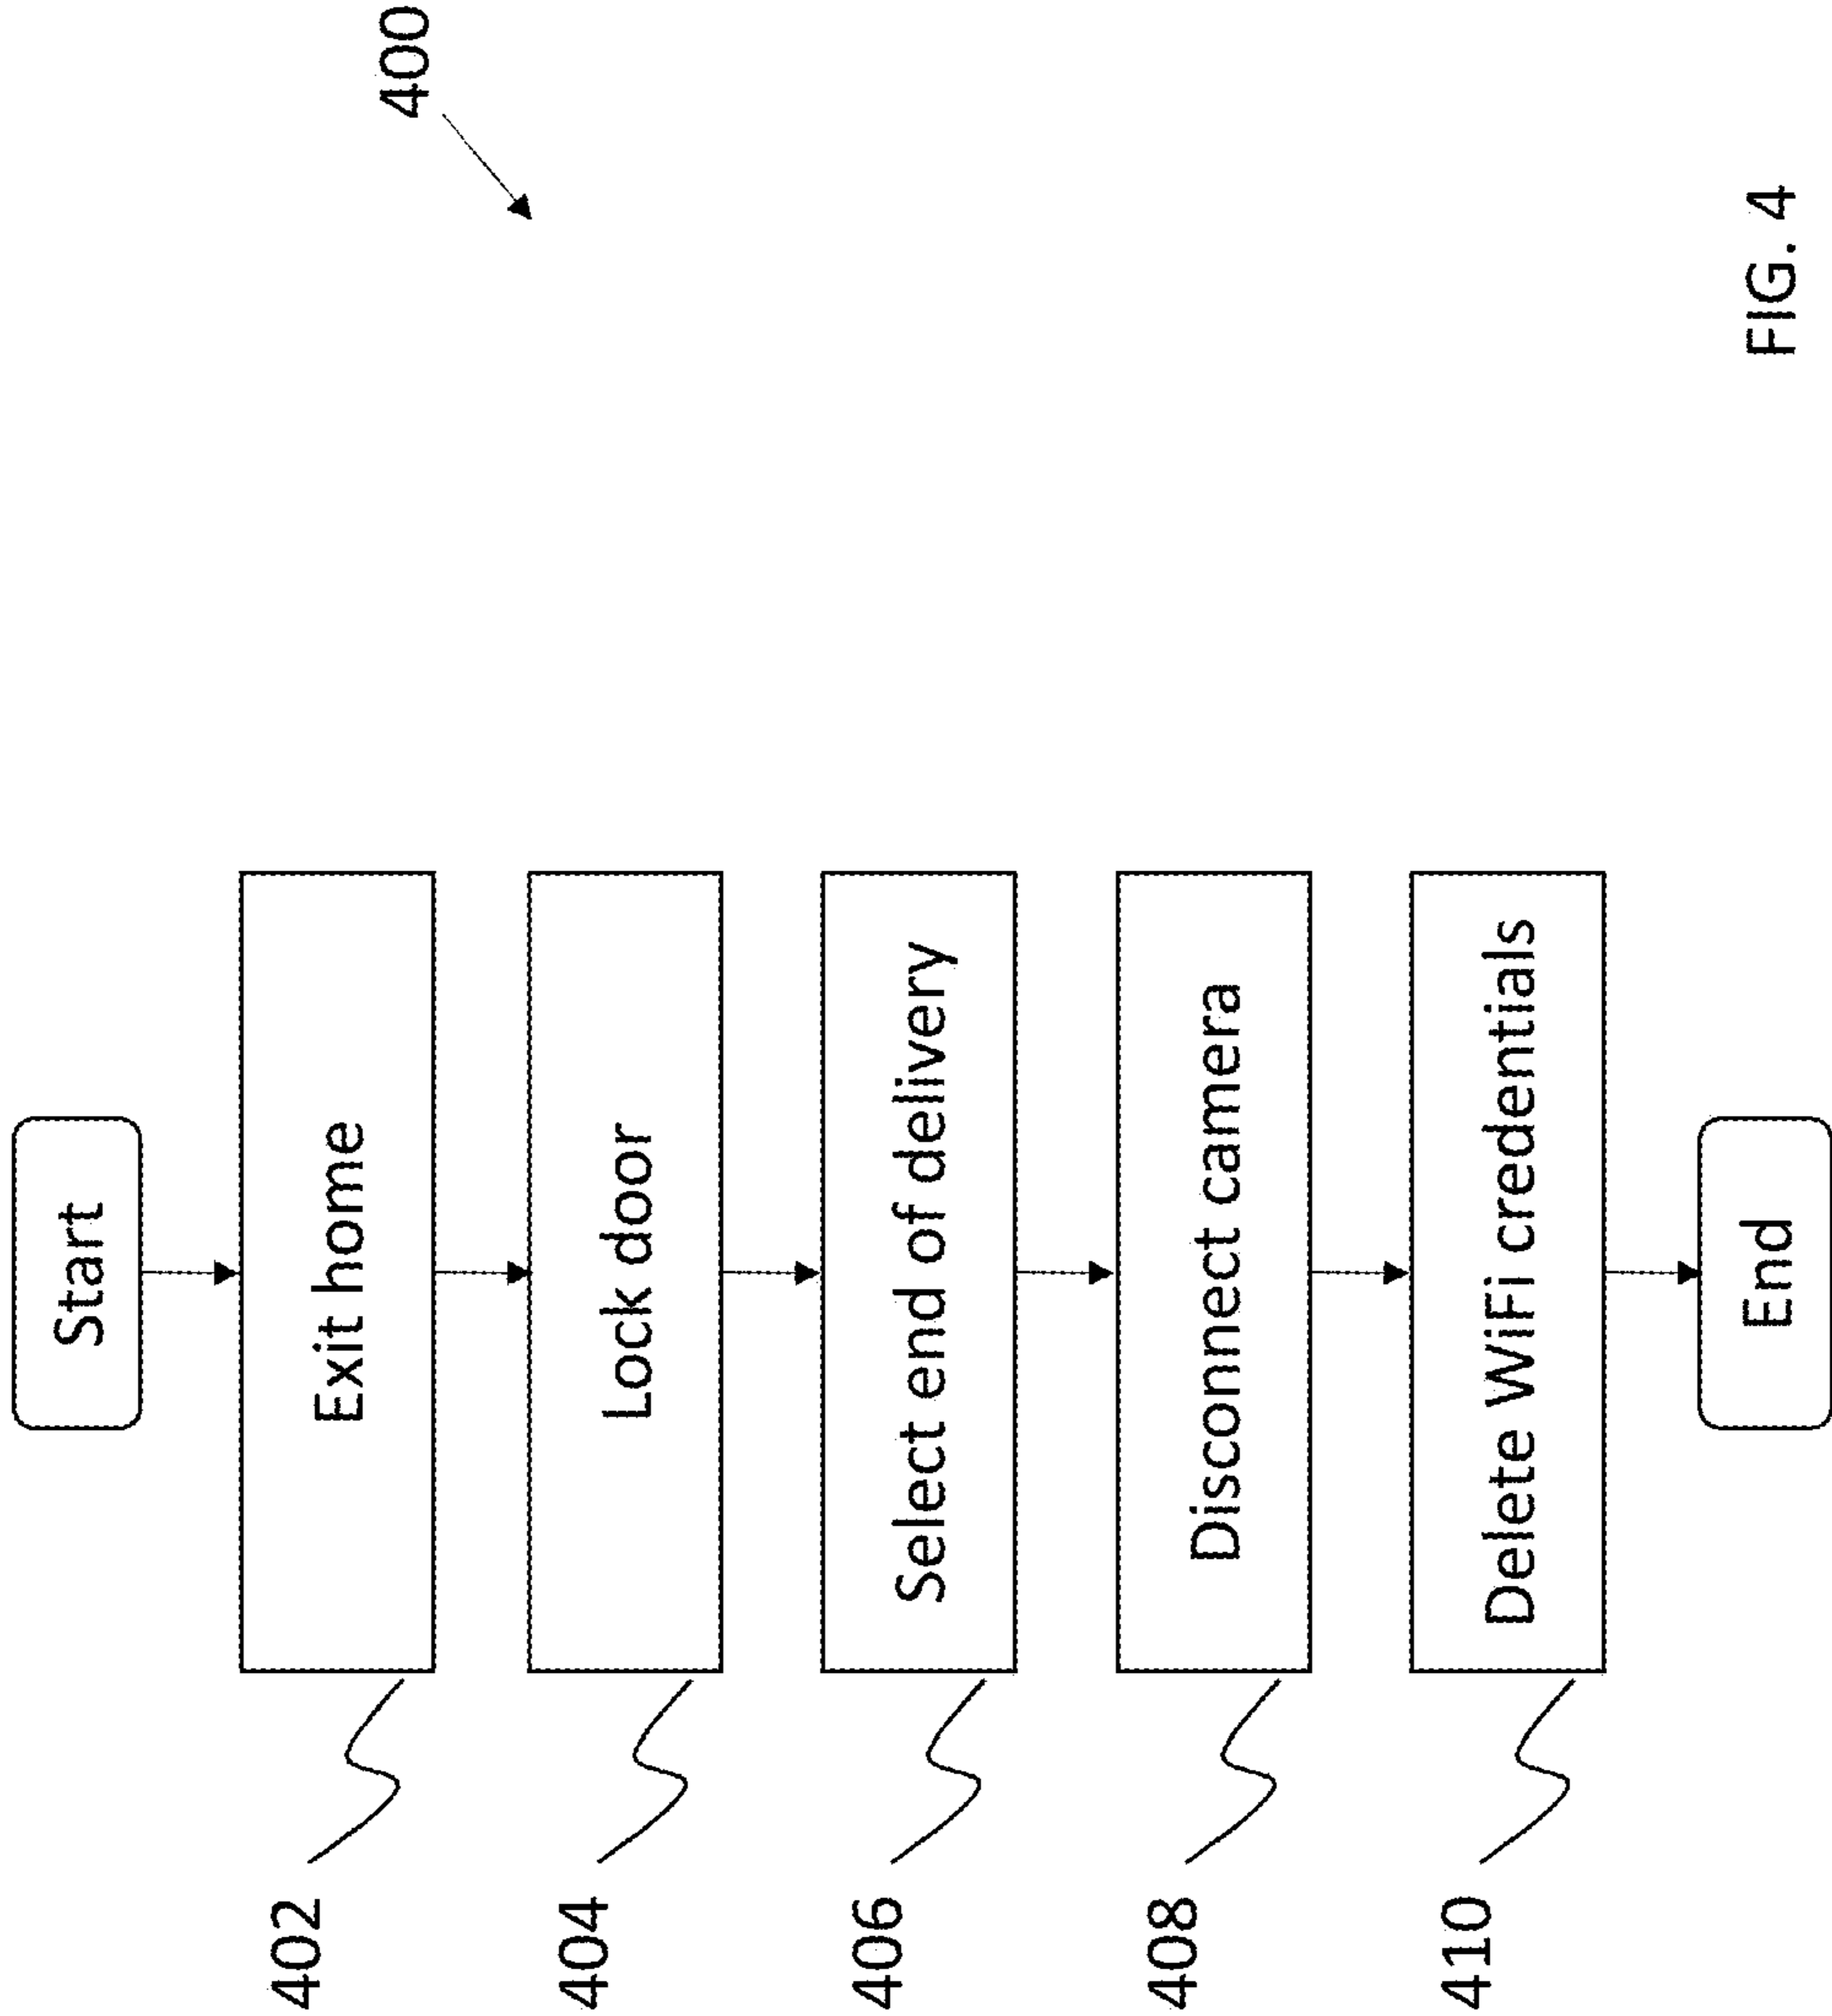 400
Start
402
Exit home
404
Lock door
406
Select end of delivery
408
Disconnect camera
410
Delete WiFi credentials
End
FIG. 4